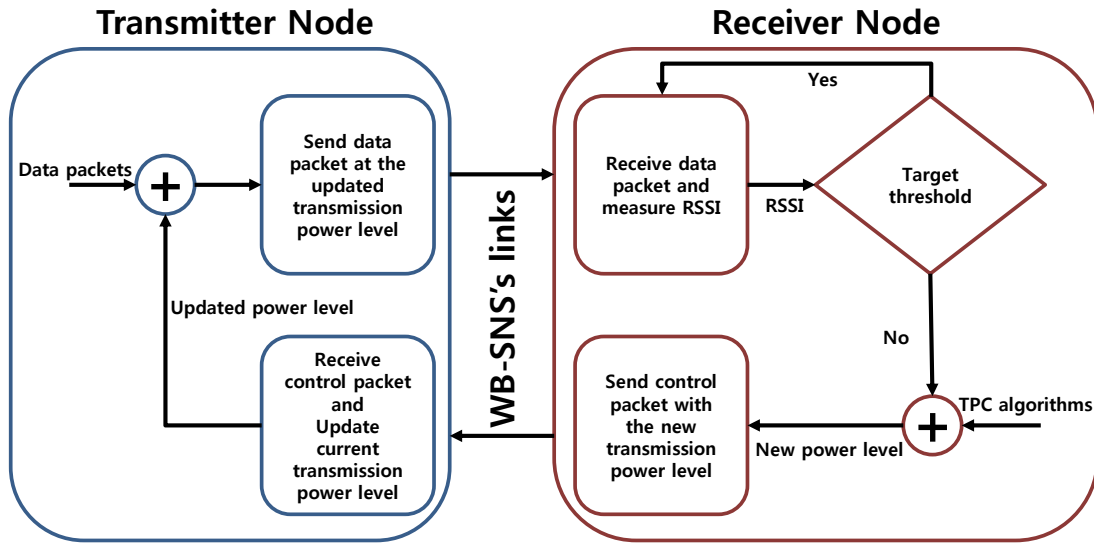 Transmitter Node
Receiver Node
Data packets
+
Send data
packet at the
updated
transmission
power level
Updated power level
Receive
control packet
and
Update
current
transmission
power level
WB-SNS's links
Yes
Receive data
packet and
measure RSSI
RSSI
Target
threshold
No
TPC algorithms
+
New power level
Send control
packet with
the new
transmission
power level